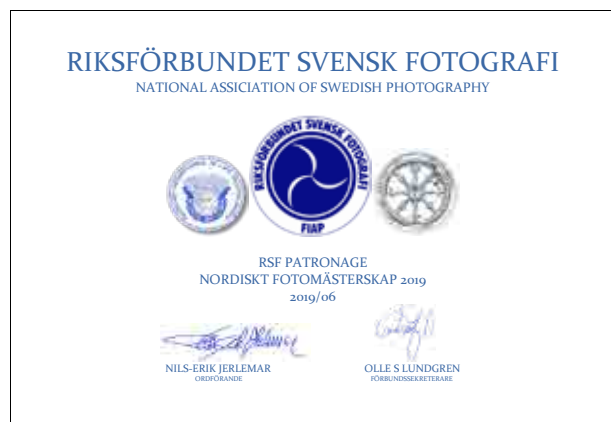 RIKSFÖRBUNDET SVENSK FOTOGRAFI
NATIONAL ASSICIATION OF SWEDISH PHOTOGRAPHY
RIKSFÖRBUNDET SVENSK FOTOGRAFI
FIAP
RSF PATRONAGE
NORDISKT FOTOMÄSTERSKAP 2019
2019/06
NILS-ERIK JERLEMAR
ORDFÖRANDE
OLLE S LUNDGREN
FÖRBUNDSSEKRETERARE